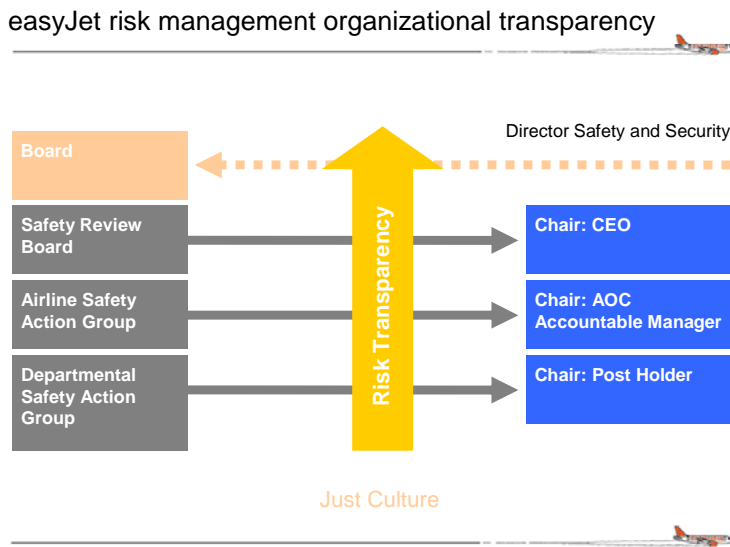 easyJet risk management organizational transparency
Director Safety and Security
Board
Safety Review
Board
Chair: CEO
Airline Safety
Action Group
Chair: AOC
Accountable Manager
Departmental
Safety Action
Group
Chair: Post Holder
Risk Transparency
Just Culture